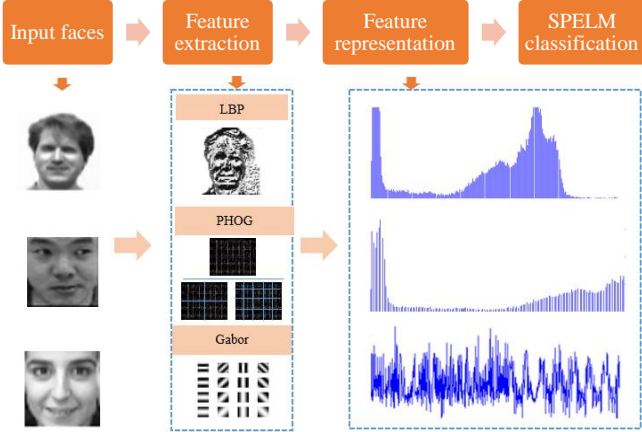 Input faces
Feature
extraction
Feature
representation
SPELM
classification
LBP
PHOG
Gabor